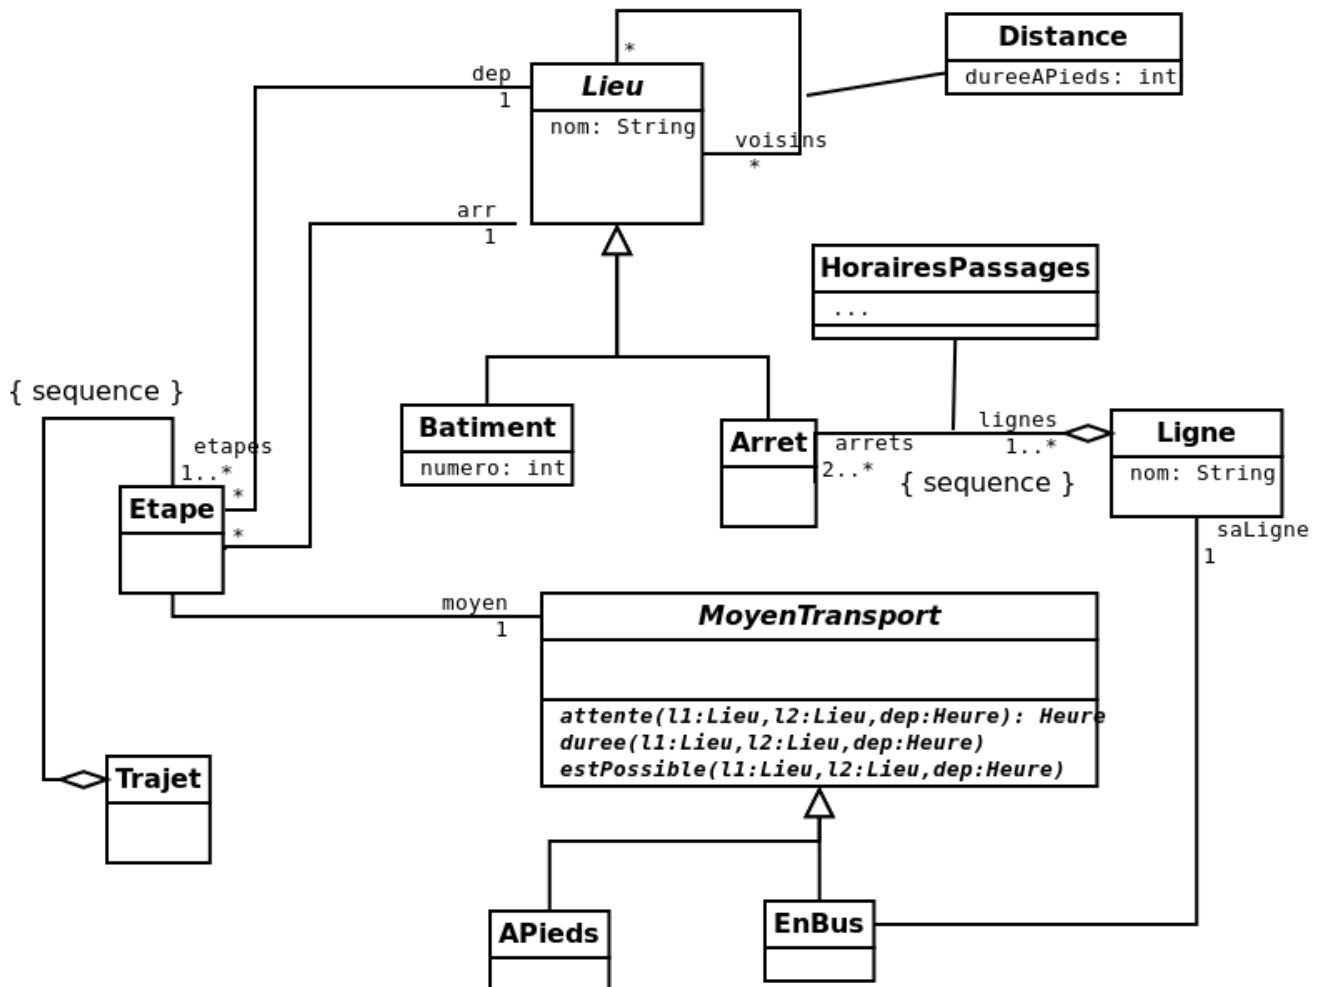 *
Distance
dep
1
Lieu
dureeAPieds: int
nom: String
voisins
*
arr
1
HorairesPassages
...
{ sequence }
etapes
1..*
*
Batiment
numero: int
Arret
arrets
2..*
lignes
1..*
{ sequence }
Ligne
nom: String
Etape
*
saLigne
1
moyen
1
MoyenTransport
attente(l1:Lieu,l2:Lieu,dep:Heure): Heure
duree(l1:Lieu,l2:Lieu,dep:Heure)
estPossible(l1:Lieu,l2:Lieu,dep:Heure)
Trajet
APieds
EnBus